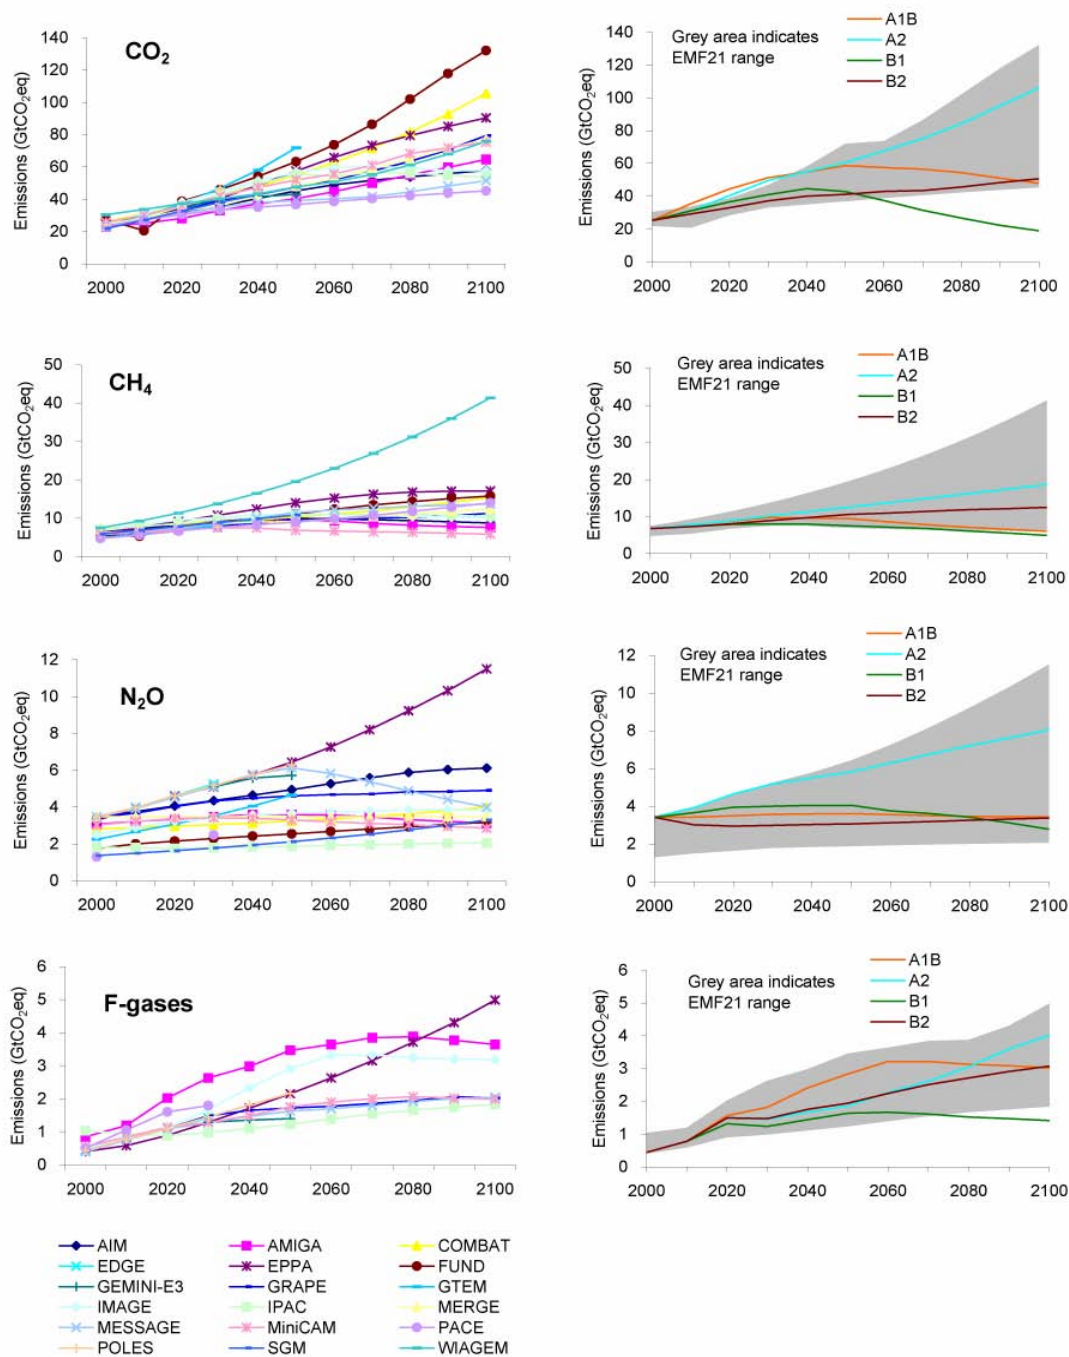 CO2
Emissions (GtCO2eq)
140
120
100
80
60
40
20
0
2000 2020 2040 2060 2080 2100
Grey area indicates
EMF21 range
A1B
A2
B1
B2
Emissions (GtCO2eq)
140
120
100
80
60
40
20
0
2000 2020 2040 2060 2080 2100
CH4
Emissions (GtCO2eq)
50
40
30
20
10
0
2000 2020 2040 2060 2080 2100
Grey area indicates
EMF21 range
A1B
A2
B1
B2
Emissions (GtCO2eq)
50
40
30
20
10
0
2000 2020 2040 2060 2080 2100
N2O
Emissions (GtCO2eq)
12
10
8
6
4
2
0
2000 2020 2040 2060 2080 2100
Grey area indicates
EMF21 range
A1B
A2
B1
B2
Emissions (GtCO2eq)
12
10
8
6
4
2
0
2000 2020 2040 2060 2080 2100
F-gases
Emissions (GtCO2eq)
6
5
4
3
2
1
0
2000 2020 2040 2060 2080 2100
Grey area indicates
EMF21 range
A1B
A2
B1
B2
Emissions (GtCO2eq)
6
5
4
3
2
1
0
2000 2020 2040 2060 2080 2100
AIM AMIGA COMBAT
EDGE EPPA FUND
GEMINI-E3 GRAPE GTEM
IMAGE IPAC MERGE
MESSAGE MiniCAM PACE
POLES SGM WIAGEM